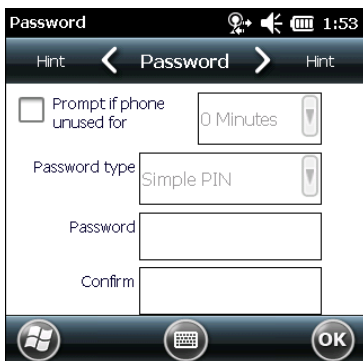 Password 1:53
Hint Password Hint
Prompt if phone
unused for
0 Minutes
Password type
Simple PIN
Password
Confirm
OK